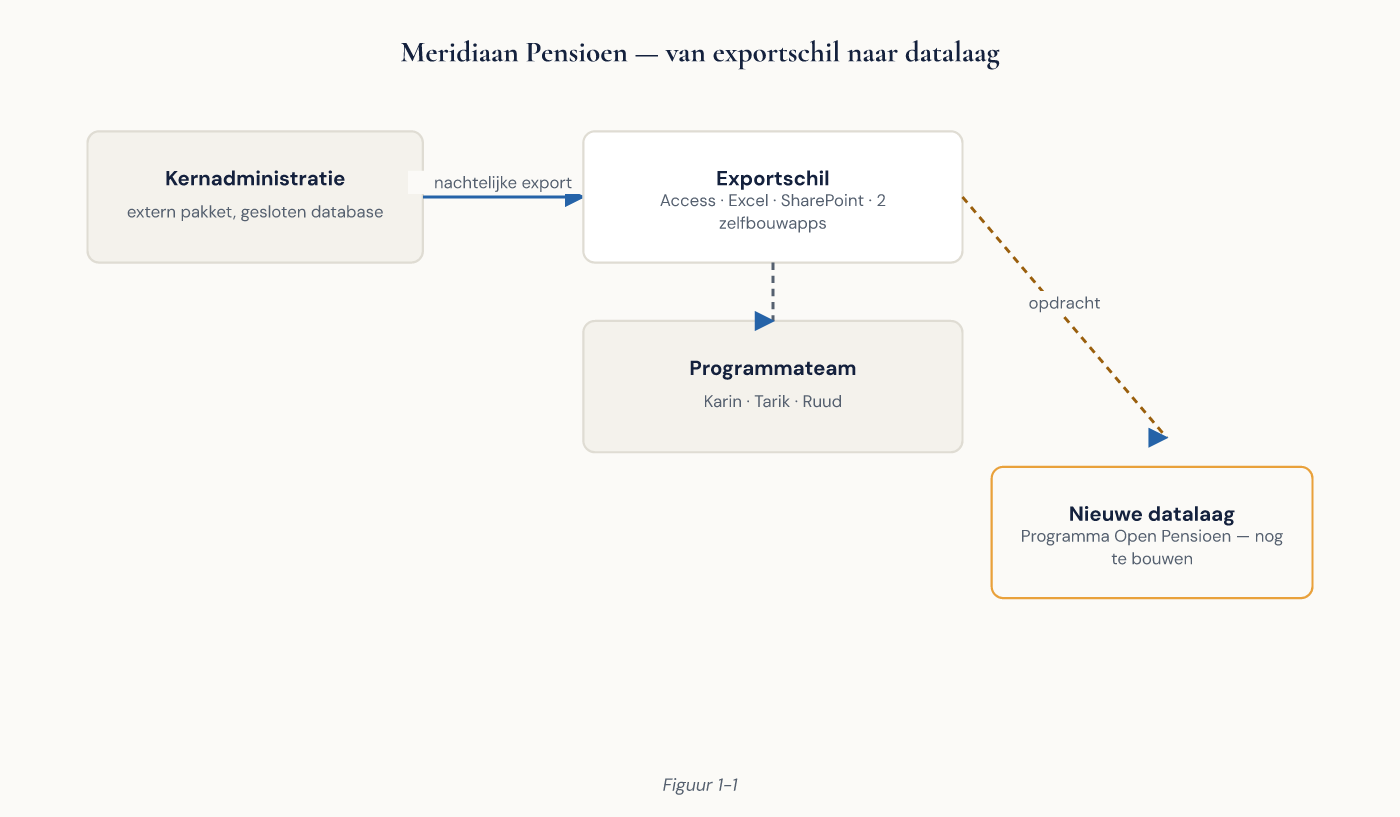 Meridiaan Pensioen — van exportschil naar datalaag
Kernadministratie
extern pakket, gesloten database
nachtelijke export
Exportschil
Access · Excel · SharePoint · 2
zelfbouwapps
opdracht
Programmateam
Karin · Tarik · Ruud
Nieuwe datalaag
Programma Open Pensioen — nog
te bouwen
Figuur 1-1